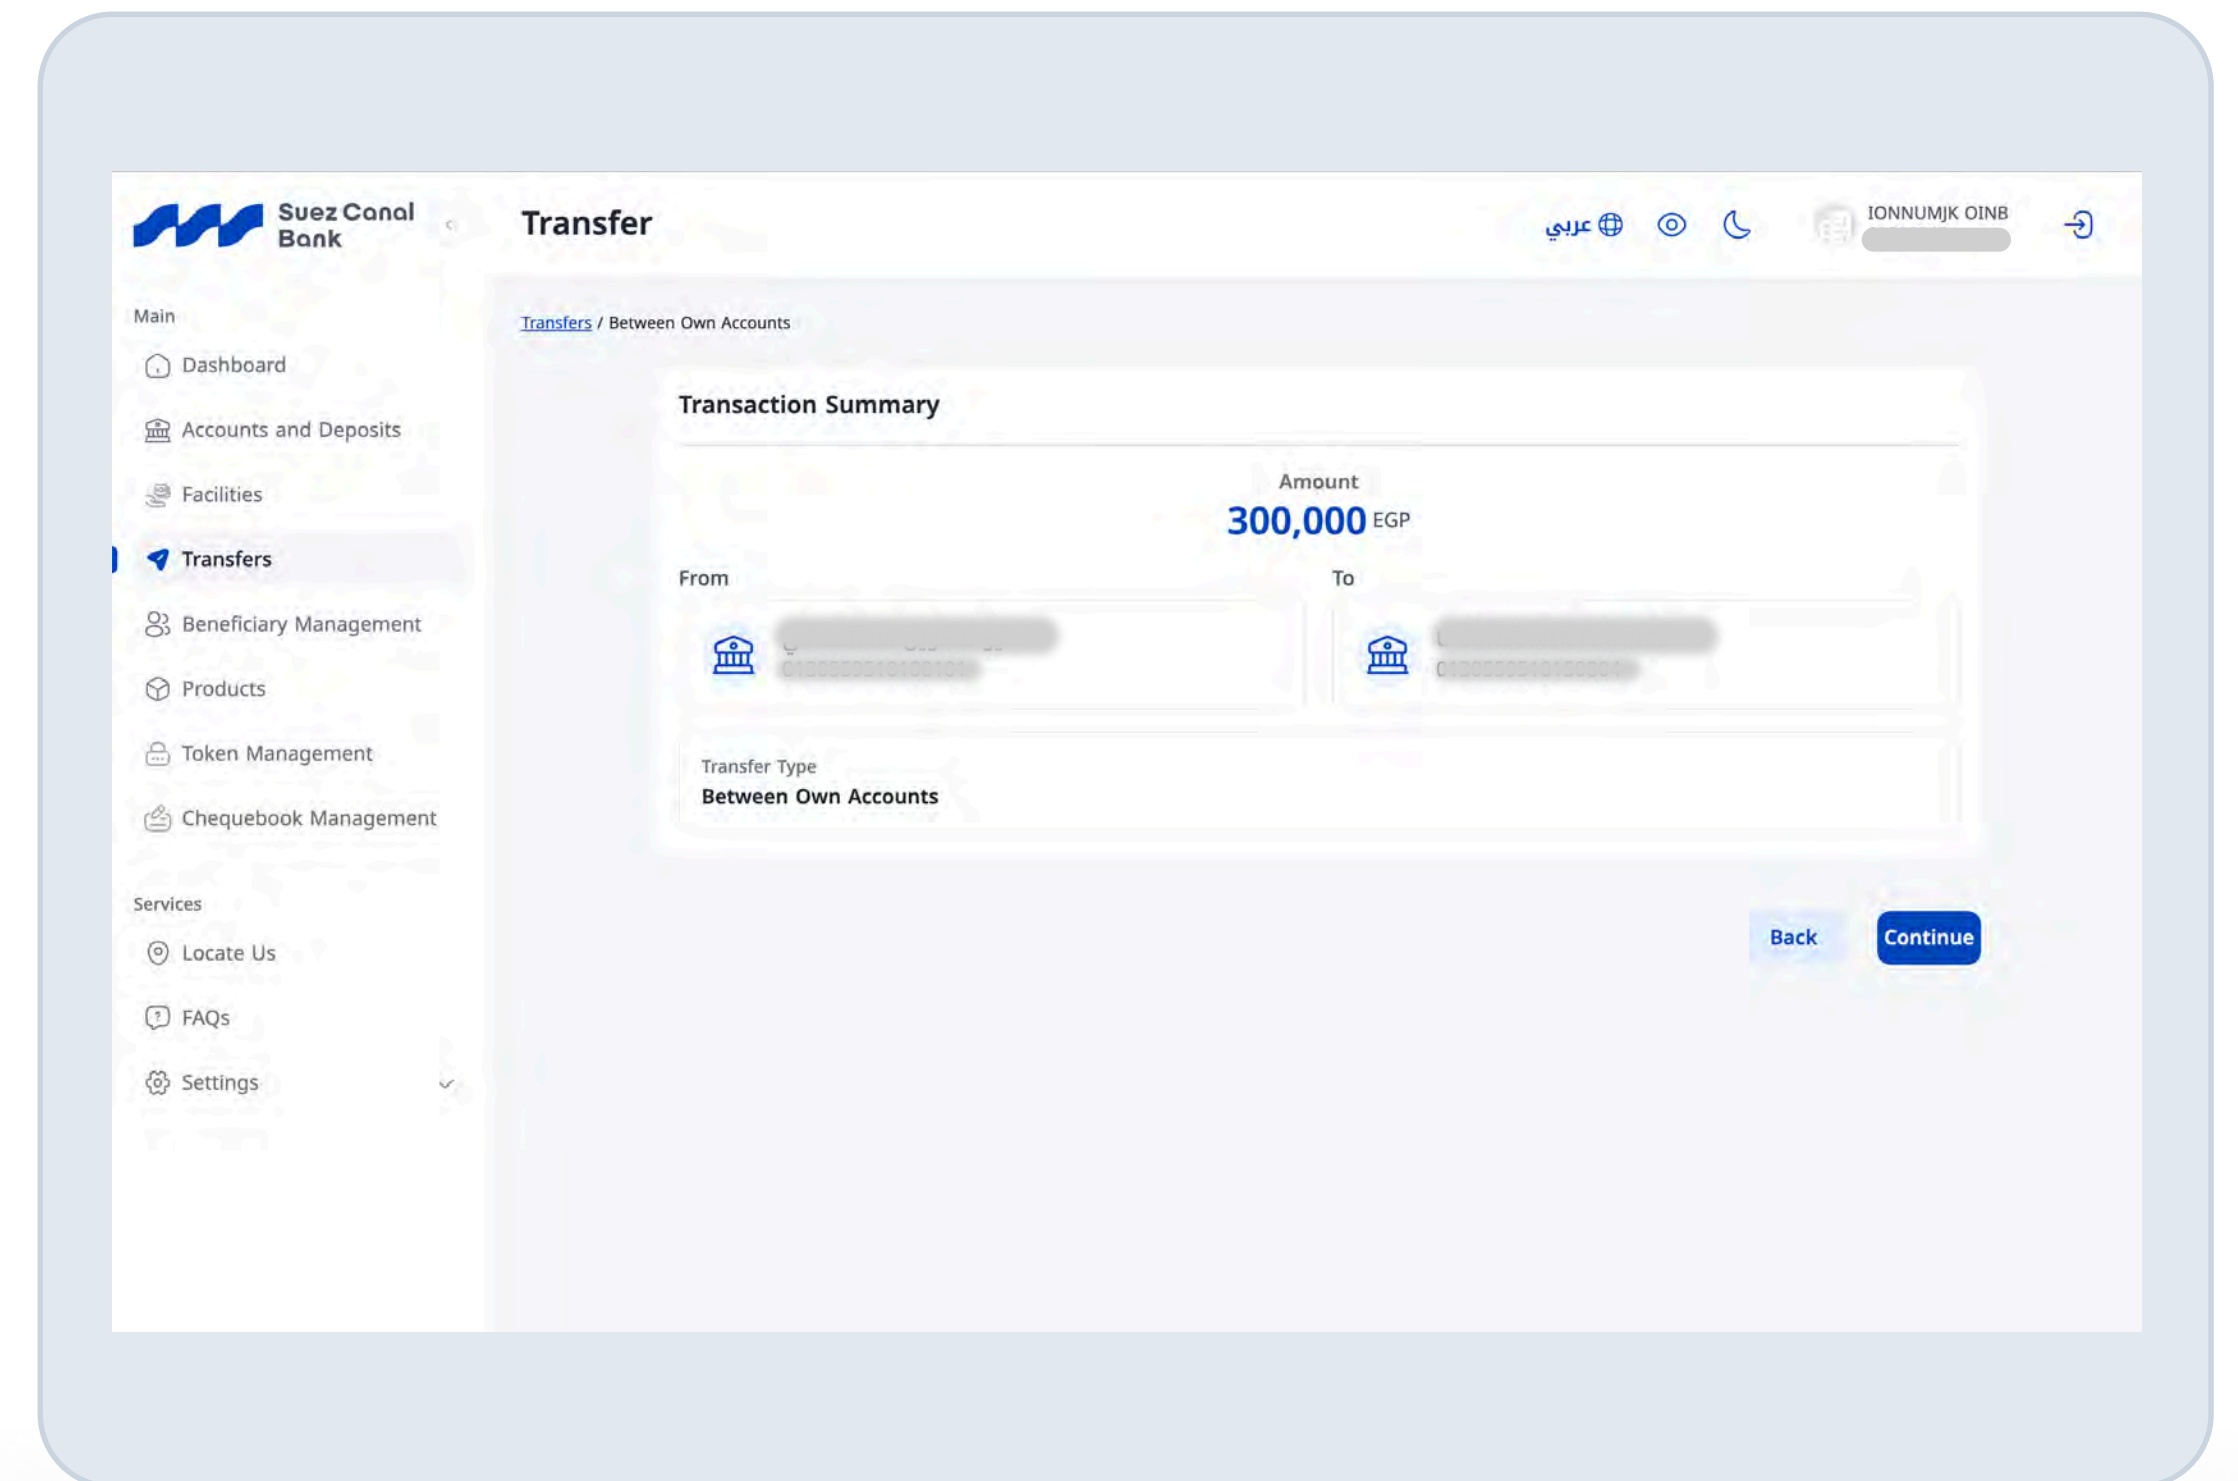 Suez Canal
Bank
Transfer
عربي
IONNUMJK OINB
Main
Dashboard
Accounts and Deposits
Facilities
Transfers
Beneficiary Management
Products
Token Management
Chequebook Management
Services
Locate Us
FAQs
Settings
Transfers / Between Own Accounts
Transaction Summary
Amount
300,000 EGP
From
To
Transfer Type
Between Own Accounts
Back
Continue